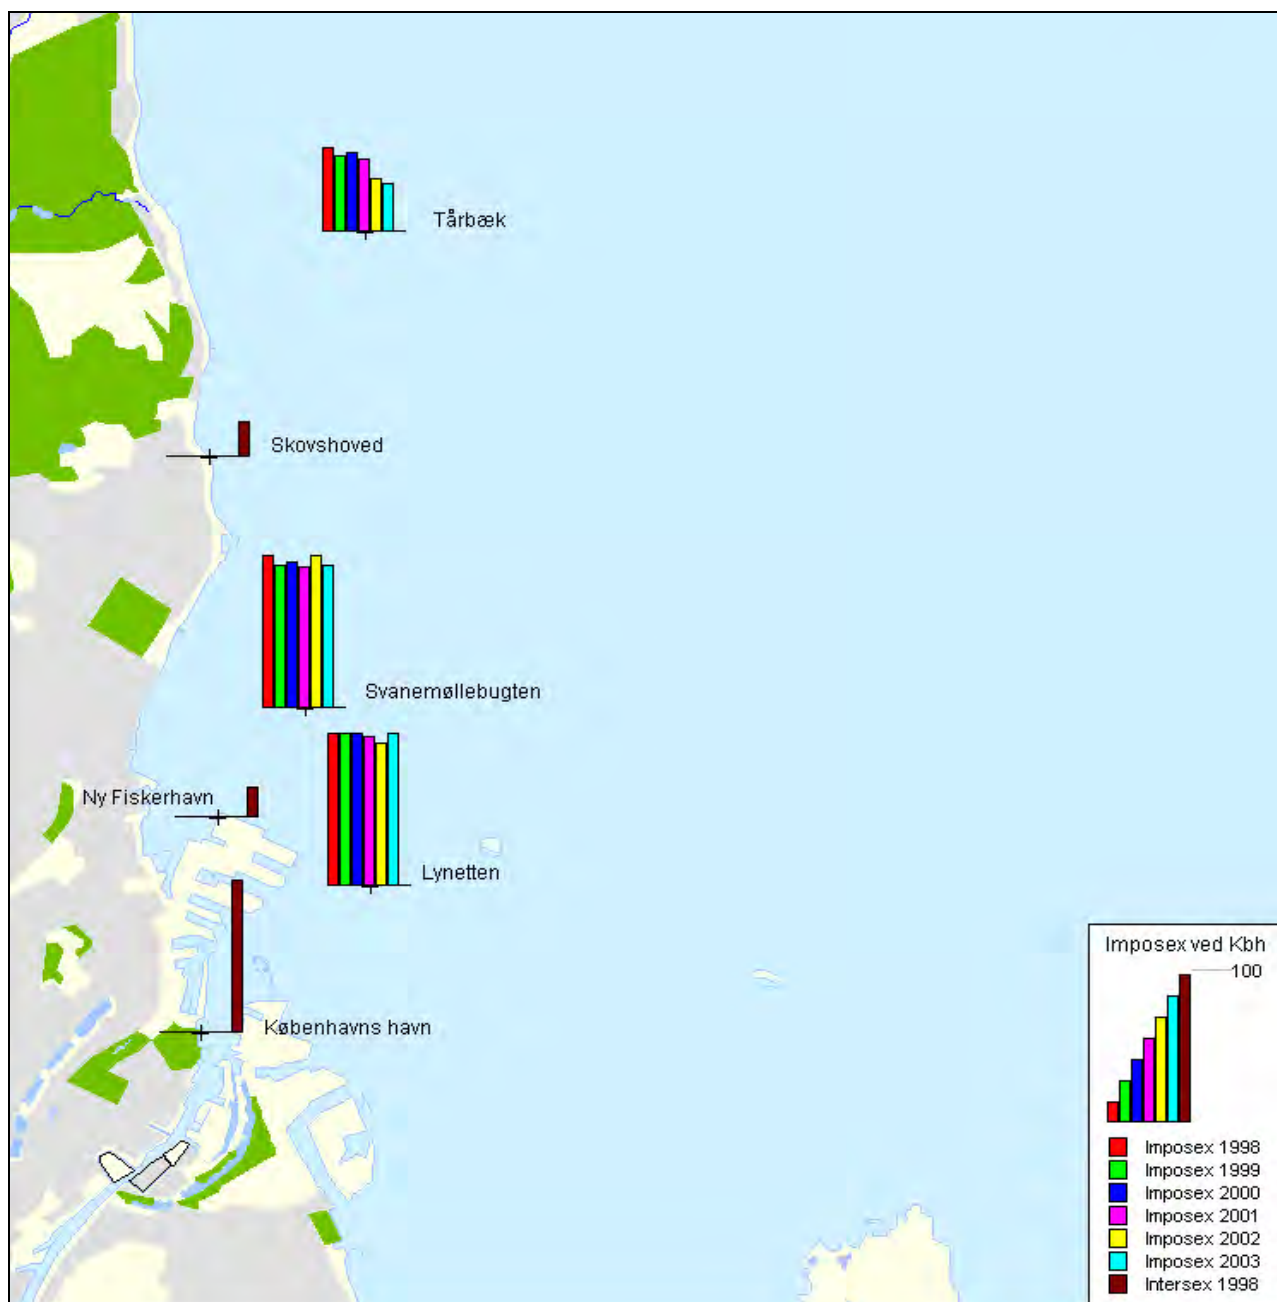 Tårbæk
Skovshoved
Svanemøllebugten
Ny Fiskerhavn
Lynetten
Københavns havn
Imposex ved Kbh
100
Imposex 1998
Imposex 1999
Imposex 2000
Imposex 2001
Imposex 2002
Imposex 2003
Intersex 1998